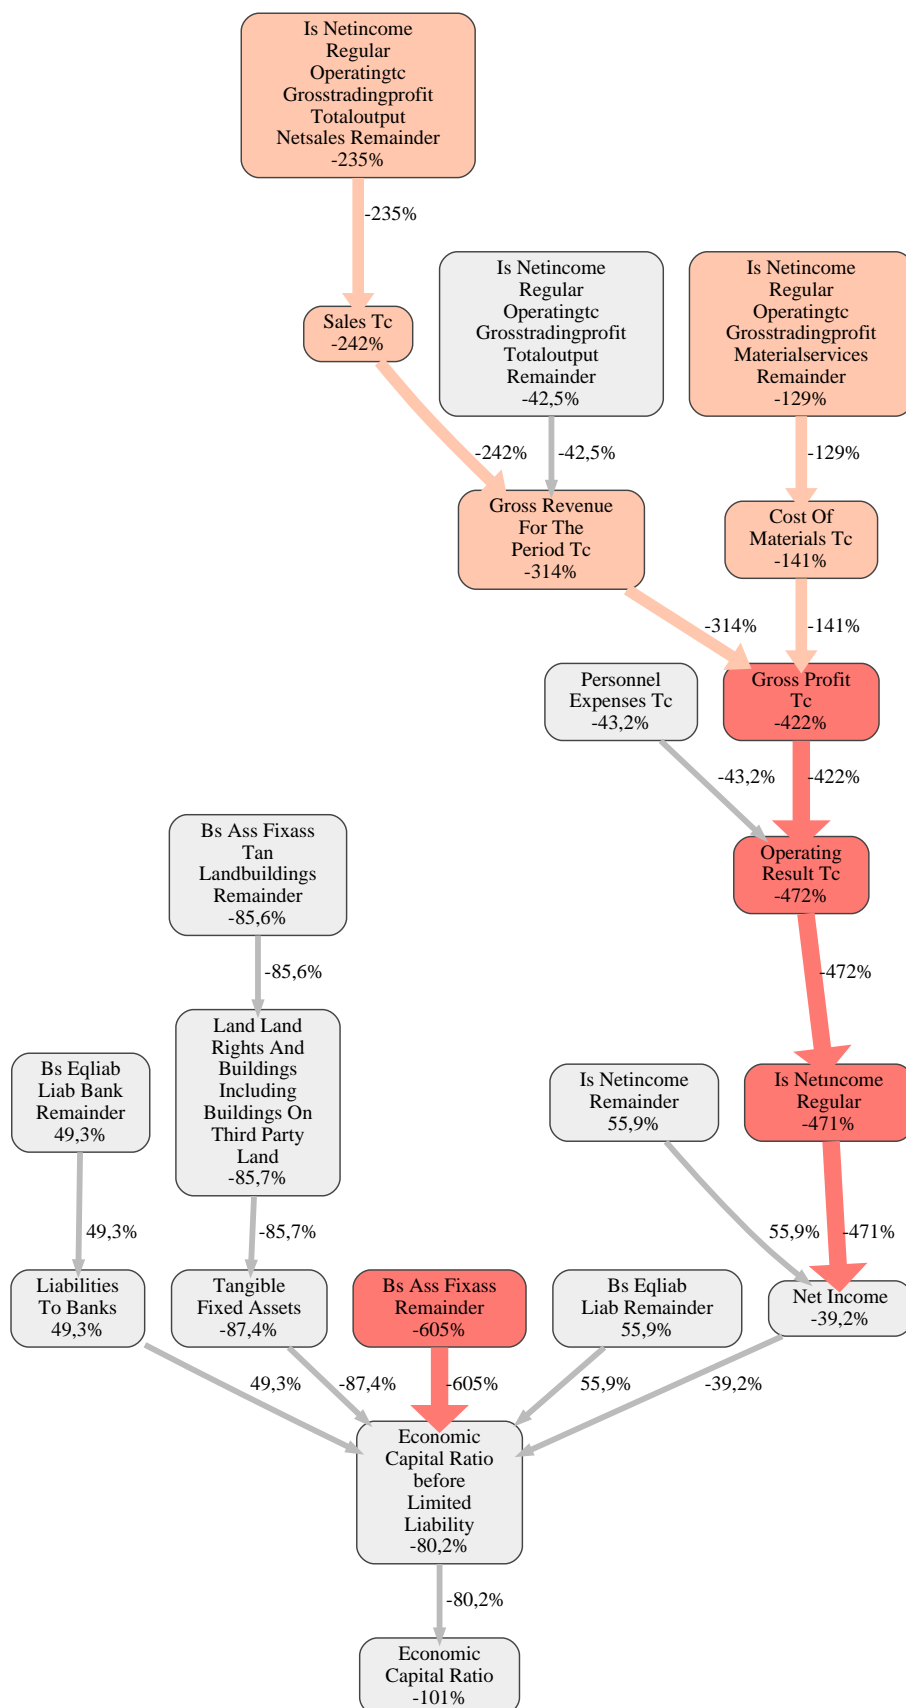 Is Netincome
Regular
Operatingtc
Grosstradingprofit
Totaloutput
Netsales Remainder
-235%
-235%
Sales Tc
-242%
Is Netincome
Regular
Operatingtc
Grosstradingprofit
Totaloutput
Remainder
-42,5%
Is Netincome
Regular
Operatingtc
Grosstradingprofit
Materialservices
Remainder
-129%
-242%
-42,5%
-129%
Gross Revenue
For The
Period Tc
-314%
Cost Of
Materials Tc
-141%
-314%
-141%
Personnel
Expenses Tc
-43,2%
Gross Profit
Tc
-422%
-43,2%
-422%
Bs Ass Fixass
Tan
Landbuildings
Remainder
-85,6%
Operating
Result Tc
-472%
-85,6%
-472%
Land Land
Rights And
Buildings
Including
Buildings On
Third Party
Land
-85,7%
Bs Eqliab
Liab Bank
Remainder
49,3%
Is Netincome
Remainder
55,9%
Is Netincome
Regular
-471%
49,3%
-85,7%
55,9%
-471%
Liabilities
To Banks
49,3%
Tangible
Fixed Assets
-87,4%
Bs Ass Fixass
Remainder
-605%
Bs Eqliab
Liab Remainder
55,9%
Net Income
-39,2%
49,3%
-87,4%
-605%
55,9%
-39,2%
Economic
Capital Ratio
before
Limited
Liability
-80,2%
-80,2%
Economic
Capital Ratio
-101%